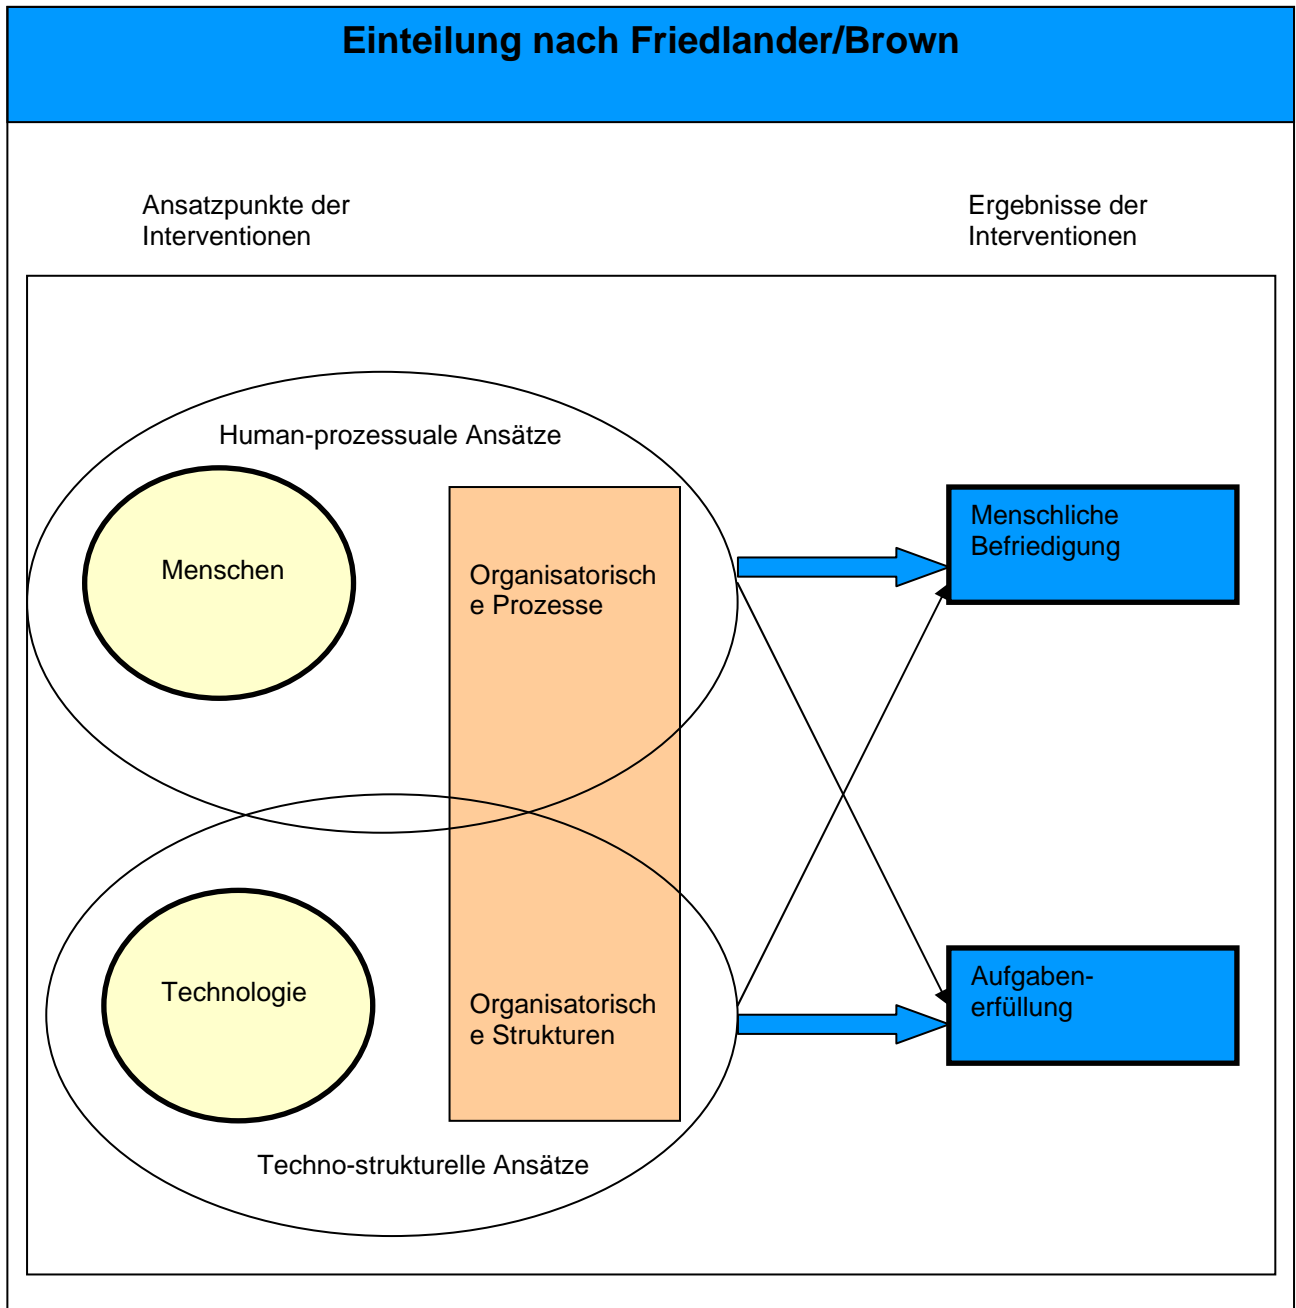 Einteilung nach Friedlander/Brown
Ansatzpunkte der
Interventionen
Ergebnisse der
Interventionen
Human-prozessuale Ansätze
Menschen
Organisatorisch
e Prozesse
Menschliche
Befriedigung
Technologie
Organisatorisch
e Strukturen
Aufgaben-
erfüllung
Techno-strukturelle Ansätze